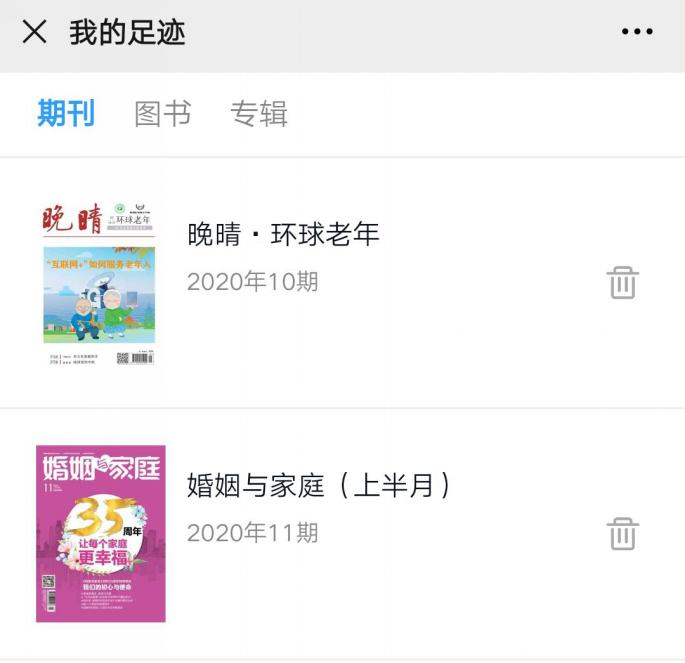 我的足迹
期刊 图书 专辑
晚晴
环球老年
"互联网+"如何服务老年人
晚晴·环球老年
2020年10期
婚姻与家庭
11
35
周年
让每个家庭
更幸福
我们的初心与使命
婚姻与家庭（上半月）
2020年11期